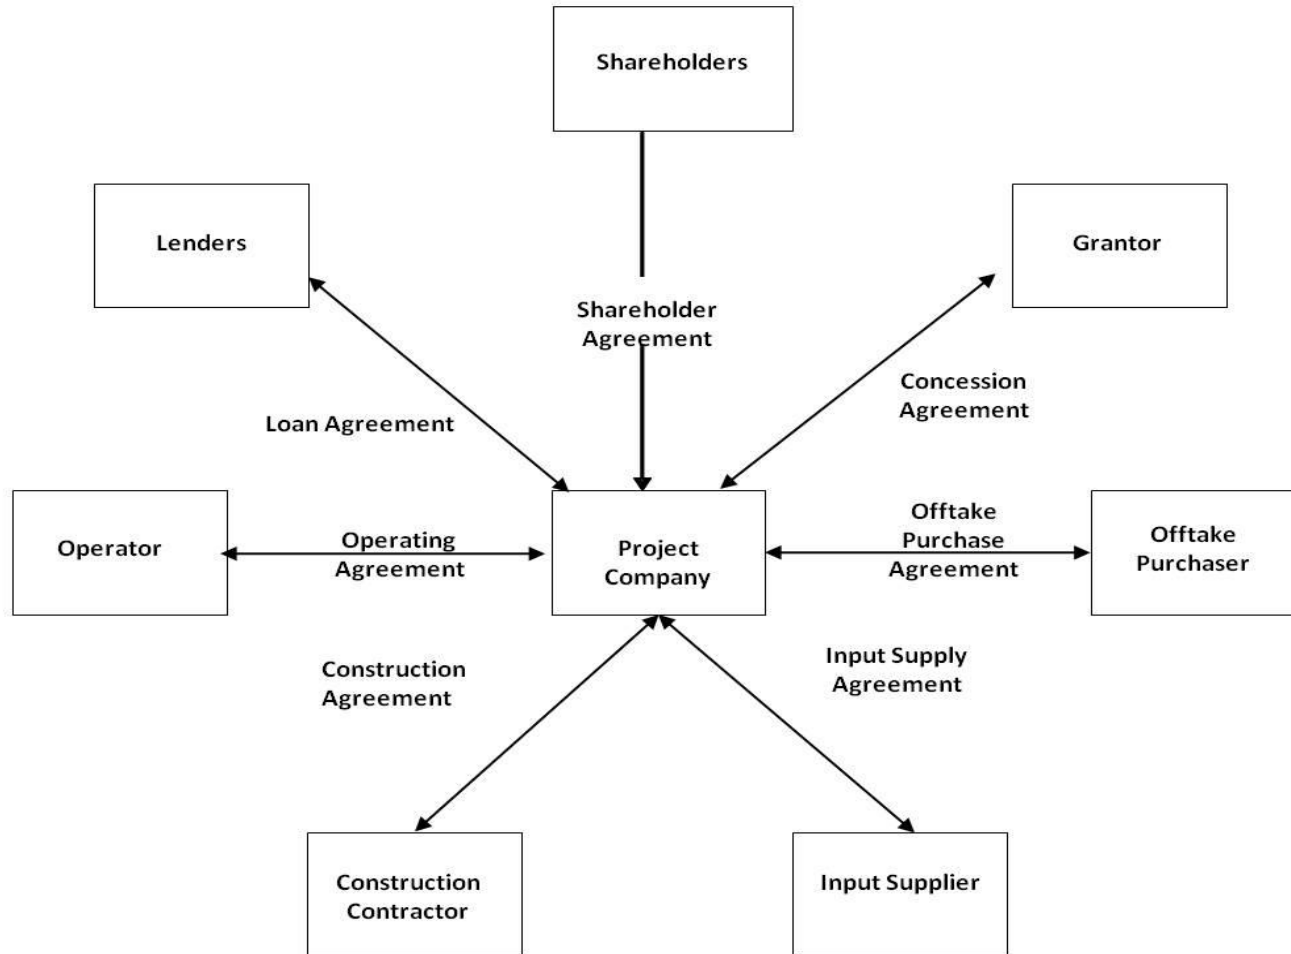 Shareholders
Lenders
Grantor
Shareholder
Agreement
Concession
Agreement
Loan Agreement
Operator
Operating
Agreement
Project
Company
Offtake
Purchase
Agreement
Offtake
Purchaser
Construction
Agreement
Input Supply
Agreement
Construction
Contractor
Input Supplier